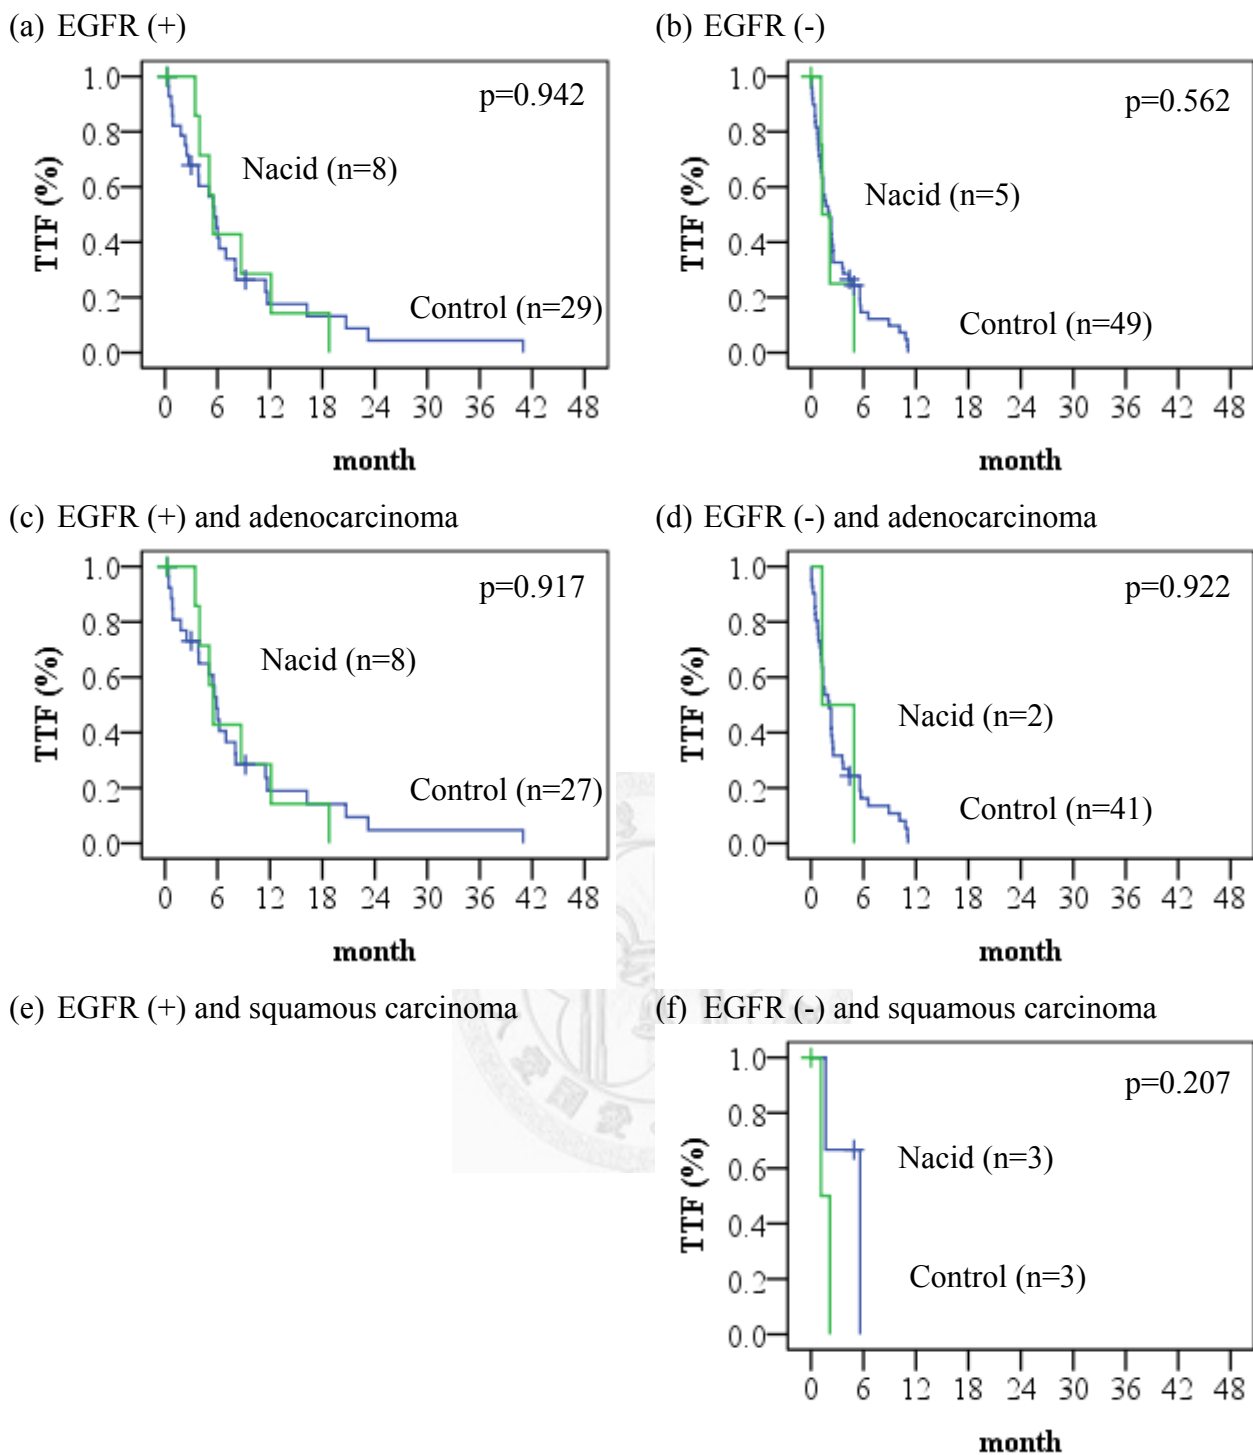 (a) EGFR (+)
(b) EGFR (-)
1.0
0.8
0.6
0.4
0.2
0.0
TTF (%)
p=0.942
Nacid (n=8)
Control (n=29)
0 6 12 18 24 30 36 42 48
month
1.0
0.8
0.6
0.4
0.2
0.0
TTF (%)
p=0.562
Nacid (n=5)
Control (n=49)
0 6 12 18 24 30 36 42 48
month
(c) EGFR (+) and adenocarcinoma
(d) EGFR (-) and adenocarcinoma
1.0
0.8
0.6
0.4
0.2
0.0
TTF (%)
p=0.917
Nacid (n=8)
Control (n=27)
0 6 12 18 24 30 36 42 48
month
1.0
0.8
0.6
0.4
0.2
0.0
TTF (%)
p=0.922
Nacid (n=2)
Control (n=41)
0 6 12 18 24 30 36 42 48
month
(e) EGFR (+) and squamous carcinoma
(f) EGFR (-) and squamous carcinoma
1.0
0.8
0.6
0.4
0.2
0.0
TTF (%)
p=0.207
Nacid (n=3)
Control (n=3)
0 6 12 18 24 30 36 42 48
month